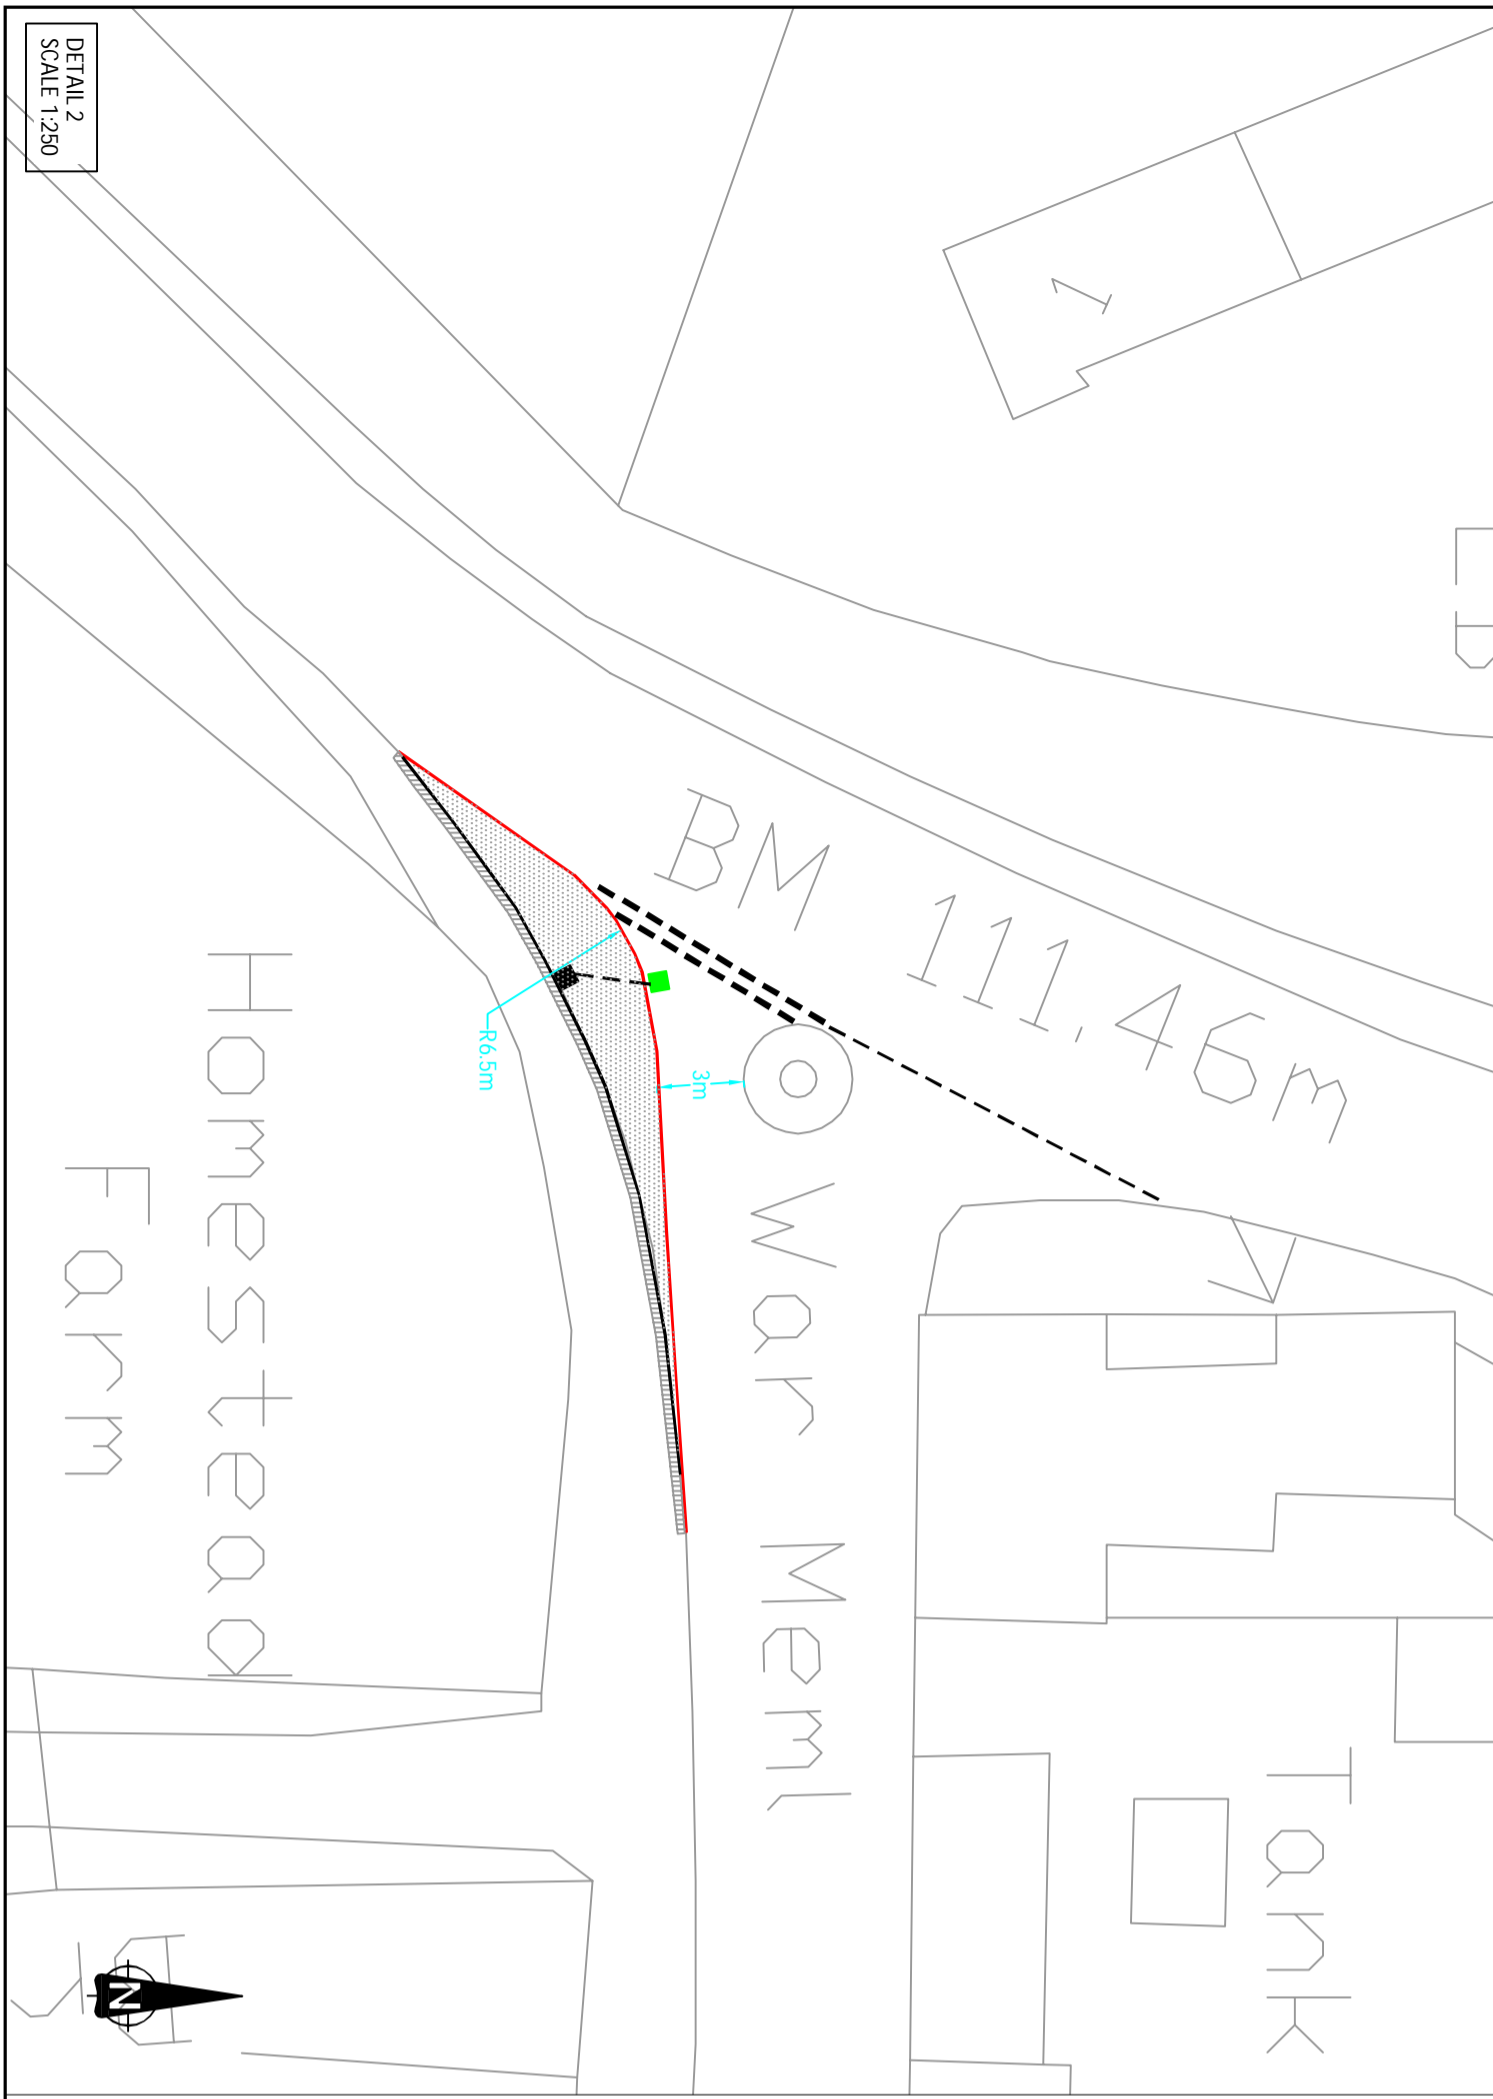 DETAIL 2
SCALE 1:250
1
BM 111.46m
R6.5m
3m
War Meml
Homestead
Farm
Tank
N